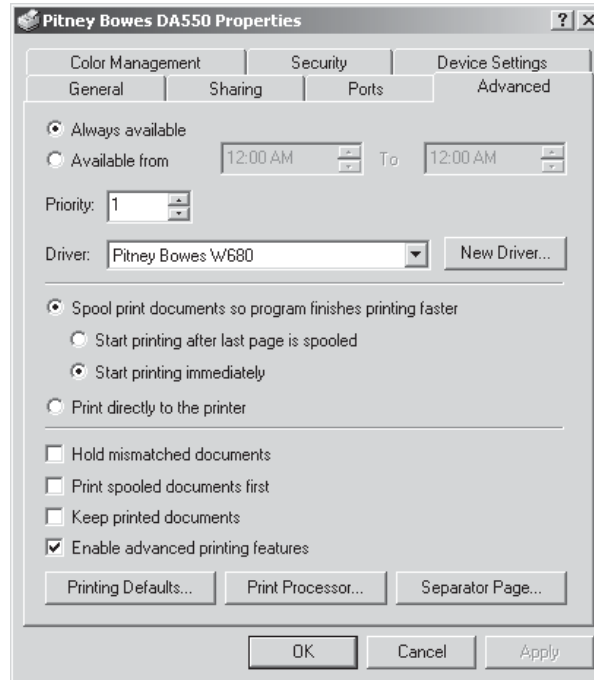 Pitney Bowes DA550 Properties ? X
Color Management Security Device Settings
General Sharing Ports Advanced
Always available
Available from 12:00 AM To 12:00 AM
Priority: 1
Driver: Pitney Bowes W680 New Driver...
Spool print documents so program finishes printing faster
Start printing after last page is spooled
Start printing immediately
Print directly to the printer
Hold mismatched documents
Print spooled documents first
Keep printed documents
Enable advanced printing features
Printing Defaults... Print Processor... Separator Page...
OK Cancel Apply